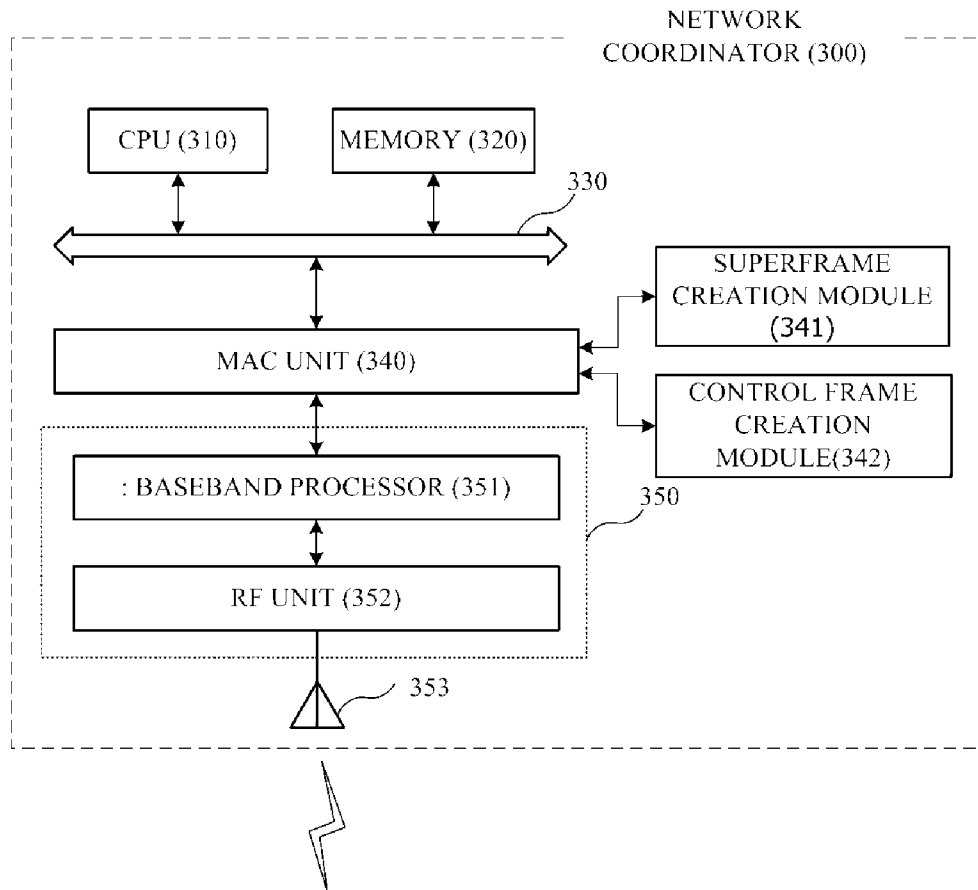 NETWORK
COORDINATOR (300)
CPU (310)
MEMORY (320)
330
SUPERFRAME
CREATION MODULE
(341)
MAC UNIT (340)
CONTROL FRAME
CREATION
MODULE(342)
: BASEBAND PROCESSOR (351)
350
RF UNIT (352)
353